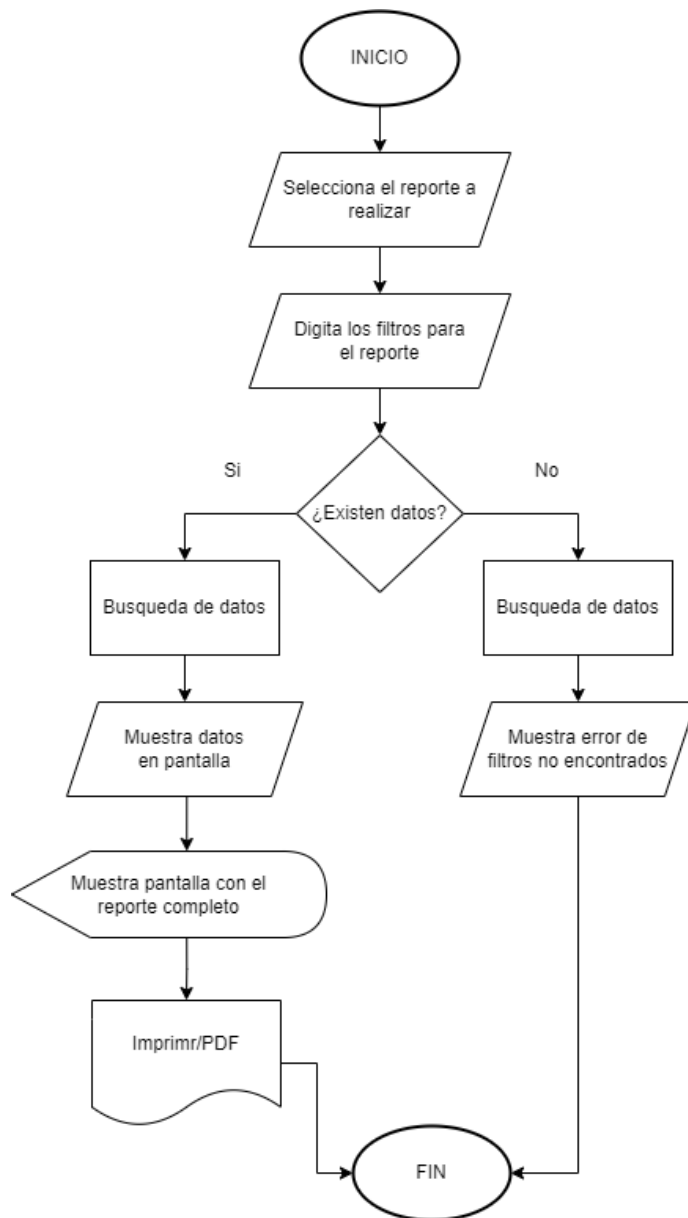 INICIO
Selecciona el reporte a
realizar
Digita los filtros para
el reporte
Si
No
¿Existen datos?
Busqueda de datos
Busqueda de datos
Muestra datos
en pantalla
Muestra error de
filtros no encontrados
Muestra pantalla con el
reporte completo
Imprimr/PDF
FIN